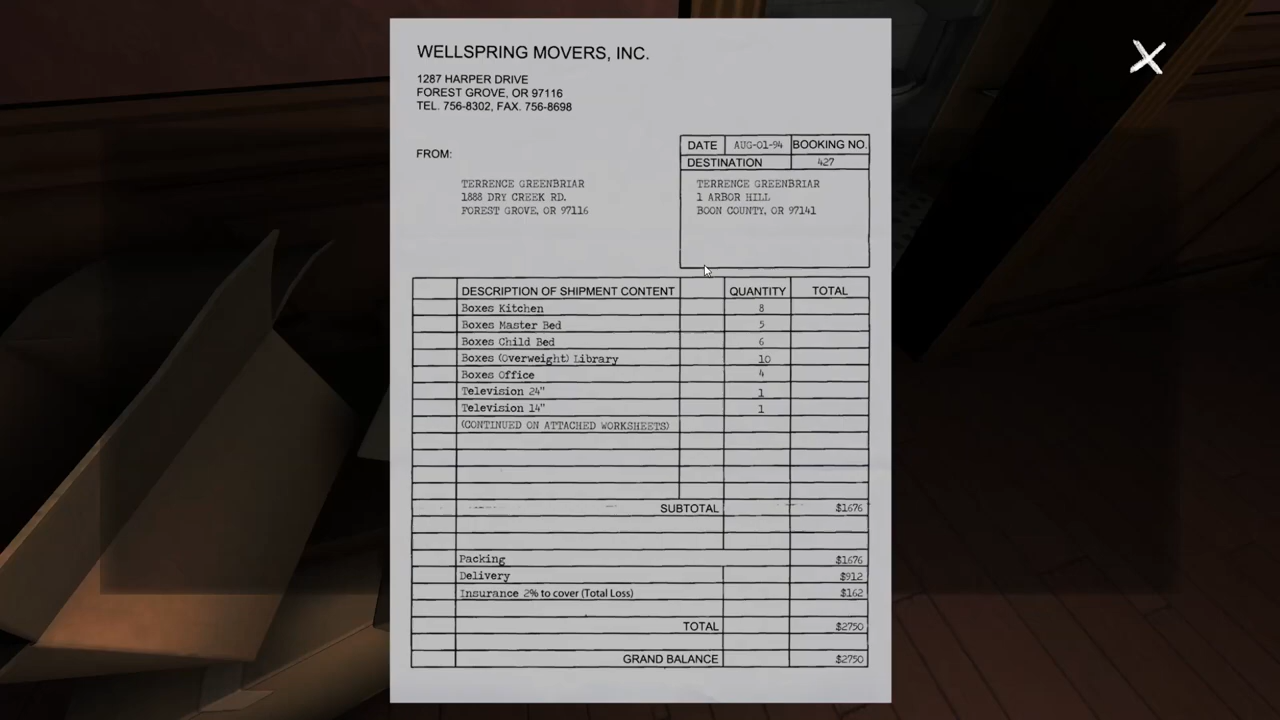 WELLSPRING MOVERS, INC.
1287 HARPER DRIVE
FOREST GROVE, OR 97116
TEL. 756-8302, FAX. 756-8698
FROM:
TERRENCE GREENBRIAR
1888 DRY CREEK RD.
FOREST GROVE, OR 97116
DATE AUG-01-94 BOOKING NO.
DESTINATION 427
TERRENCE GREENBRIAR
1 ARBOR HILL
BOON COUNTY, OR 97141
DESCRIPTION OF SHIPMENT CONTENT QUANTITY TOTAL
Boxes Kitchen 8
Boxes Master Bed 5
Boxes Child Bed 6
Boxes (Overweight) Library 10
Boxes Office 4
Television 24" 1
Television 14" 1
(CONTINUED ON ATTACHED WORKSHEETS)
SUBTOTAL $1676
Packing $1676
Delivery $912
Insurance 2% to cover (Total Loss) $162
TOTAL $2750
GRAND BALANCE $2750